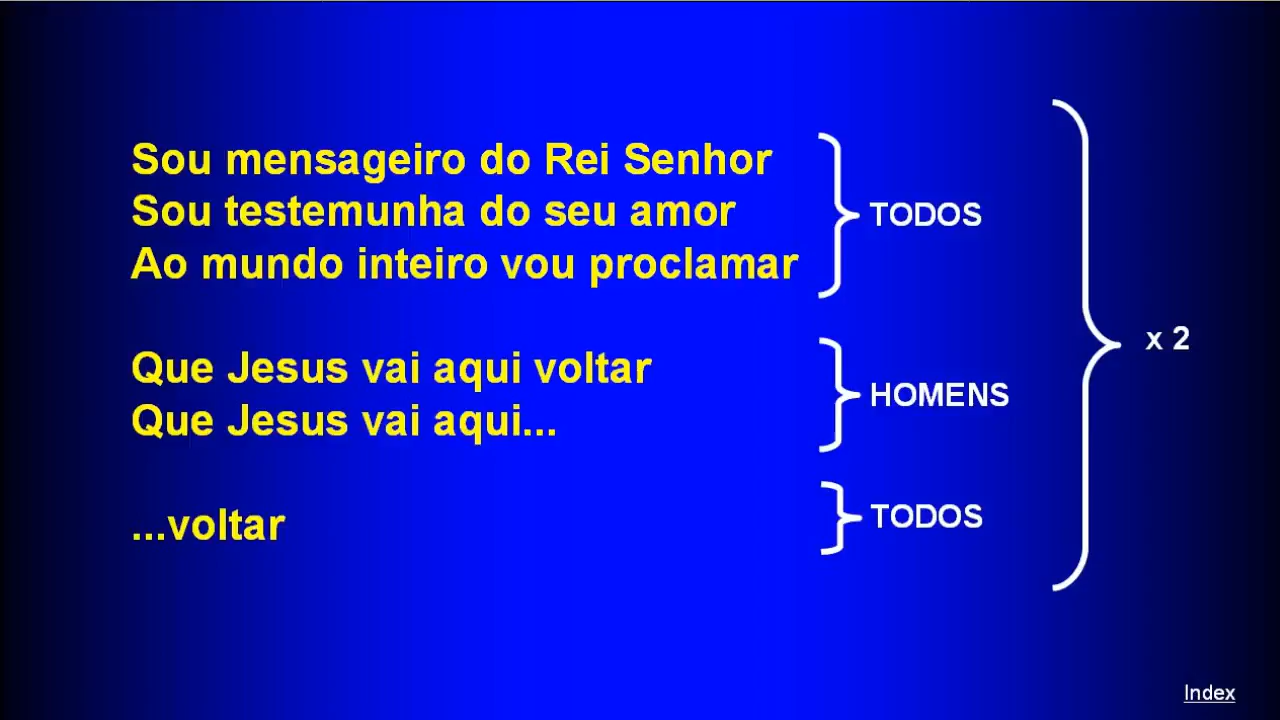 Sou mensageiro do Rei Senhor
Sou testemunha do seu amor
Ao mundo inteiro vou proclamar
TODOS
Que Jesus vai aqui voltar
Que Jesus vai aqui...
HOMENS
...voltar
TODOS
x 2
Index